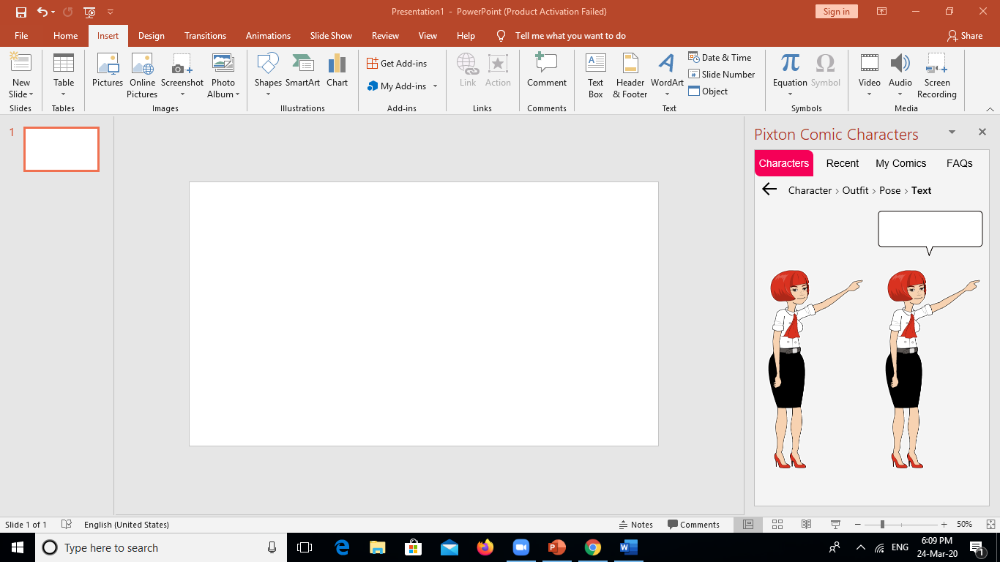 Presentation1 - PowerPoint (Product Activation Failed)
Sign in
File Home Insert Design Transitions Animations Slide Show Review View Help Tell me what you want to do Share
New Slide
Table
Pictures
Online Pictures
Screenshot
Photo Album
Shapes
SmartArt
Chart
Get Add-ins
My Add-ins
Link
Action
Comment
Text Box
Header & Footer
WordArt
Date & Time
Slide Number
Object
Equation
Symbol
Video
Audio
Screen Recording
Slides Tables Images Illustrations Add-ins Links Comments Text Symbols Media
1
Pixton Comic Characters
Characters Recent My Comics FAQs
Character > Outfit > Pose > Text
Slide 1 of 1 English (United States) Notes Comments 50%
Type here to search
ENG
6:09 PM
24-Mar-20
1